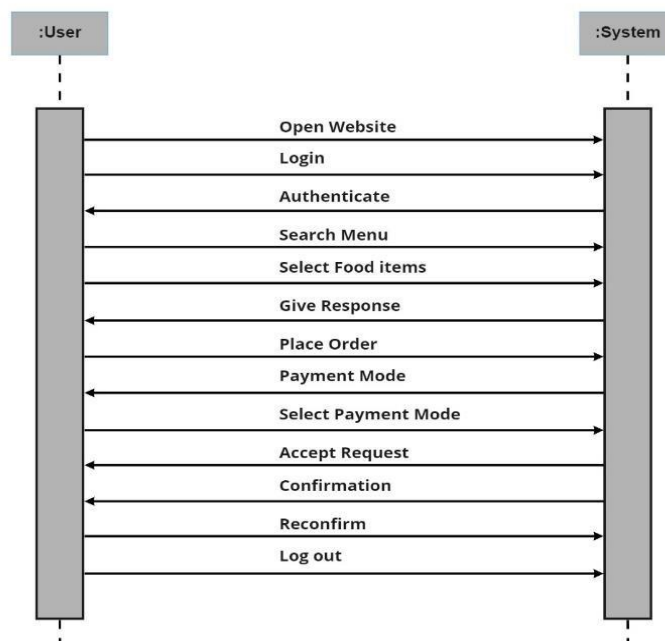 :User
:System
Open Website
Login
Authenticate
Search Menu
Select Food items
Give Response
Place Order
Payment Mode
Select Payment Mode
Accept Request
Confirmation
Reconfirm
Log out